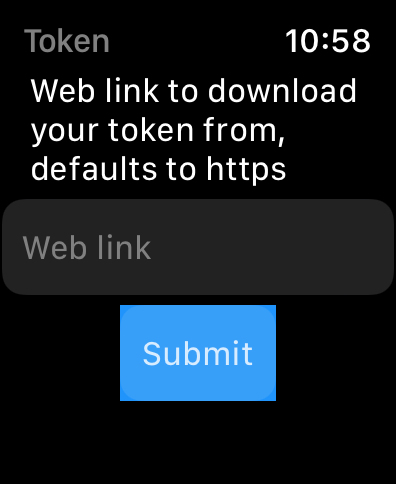 Token 10:58
Web link to download
your token from,
defaults to https
Web link
Submit